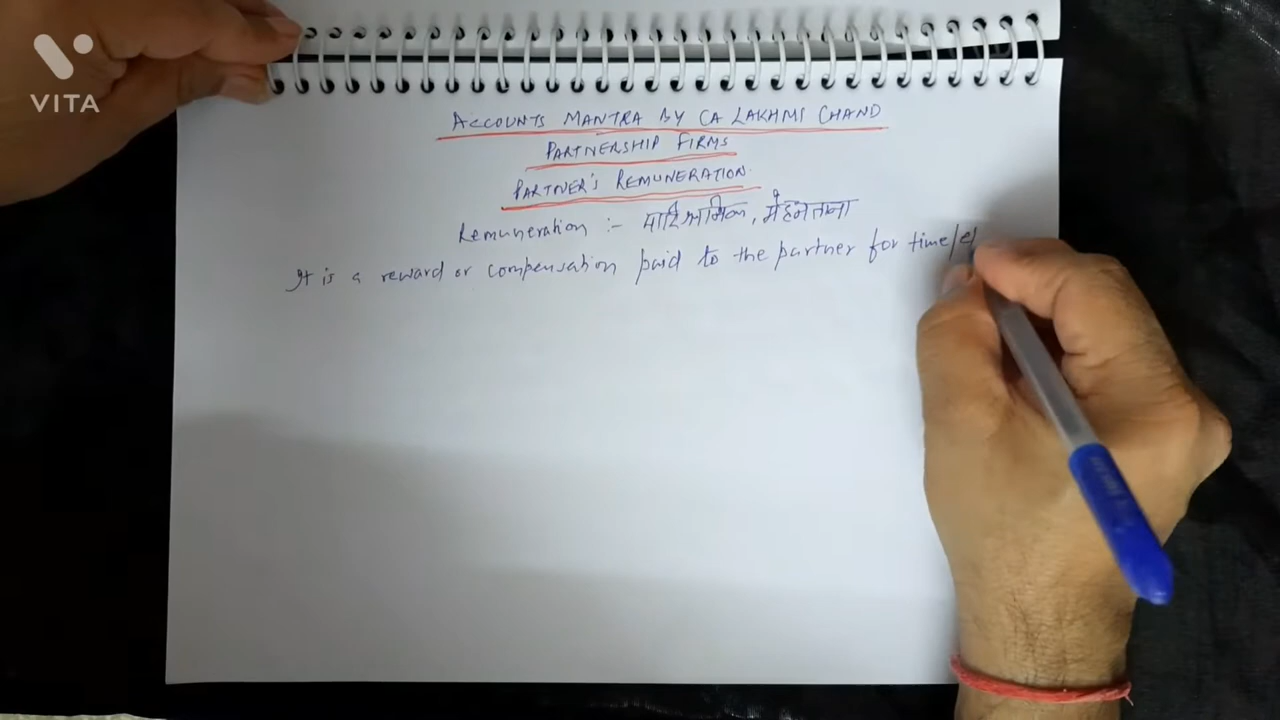 VITA
ACCOUNTS MANTRA BY CA LAKHMI CHAND
PARTNERSHIP FIRMS
PARTNER'S REMUNERATION
Remuneration :- पारिश्रमिक, मेहनताना
It is a reward or compensation paid to the partner for time/e